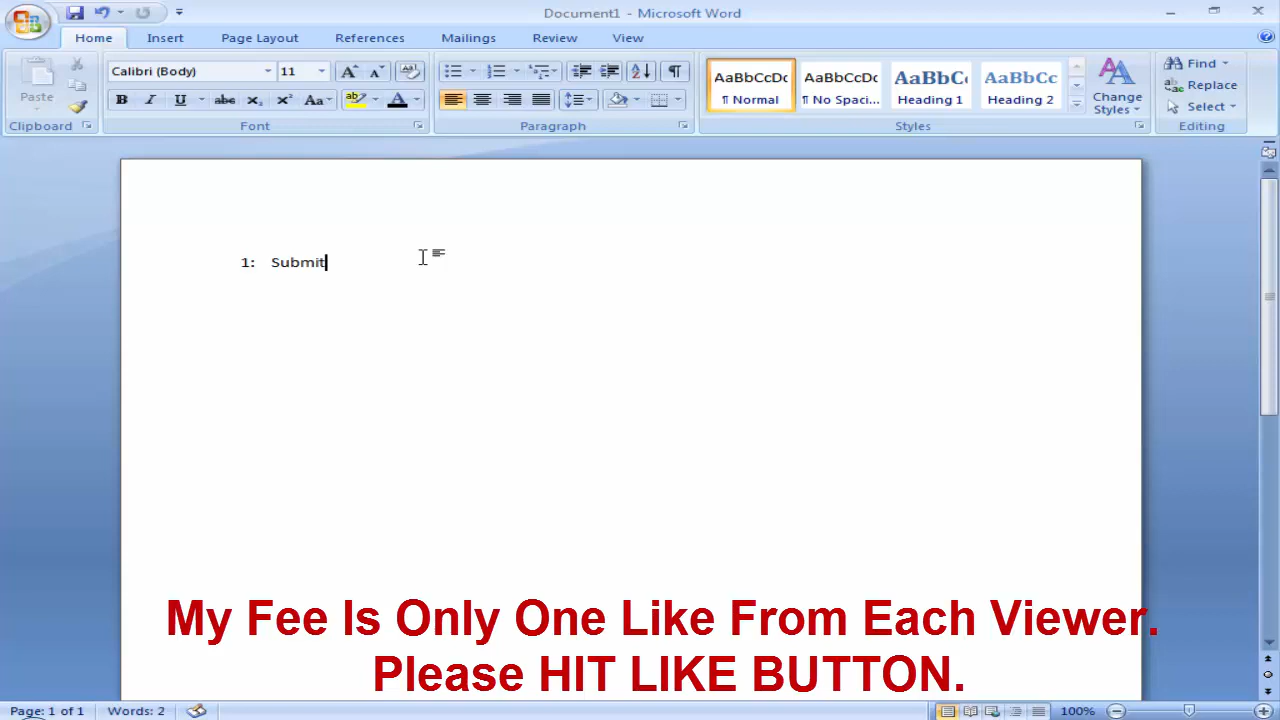 Document1 - Microsoft Word
Home Insert Page Layout References Mailings Review View
Calibri (Body) 11
Paste
Clipboard
Font
Paragraph
AaBbCcDc AaBbCcDc AaBbC AaBbCc
¶ Normal ¶ No Spaci... Heading 1 Heading 2
Change
Styles
Styles
Find
Replace
Select
Editing
1: Submit
My Fee Is Only One Like From Each Viewer.
Please HIT LIKE BUTTON.
Page: 1 of 1 Words: 2 100%